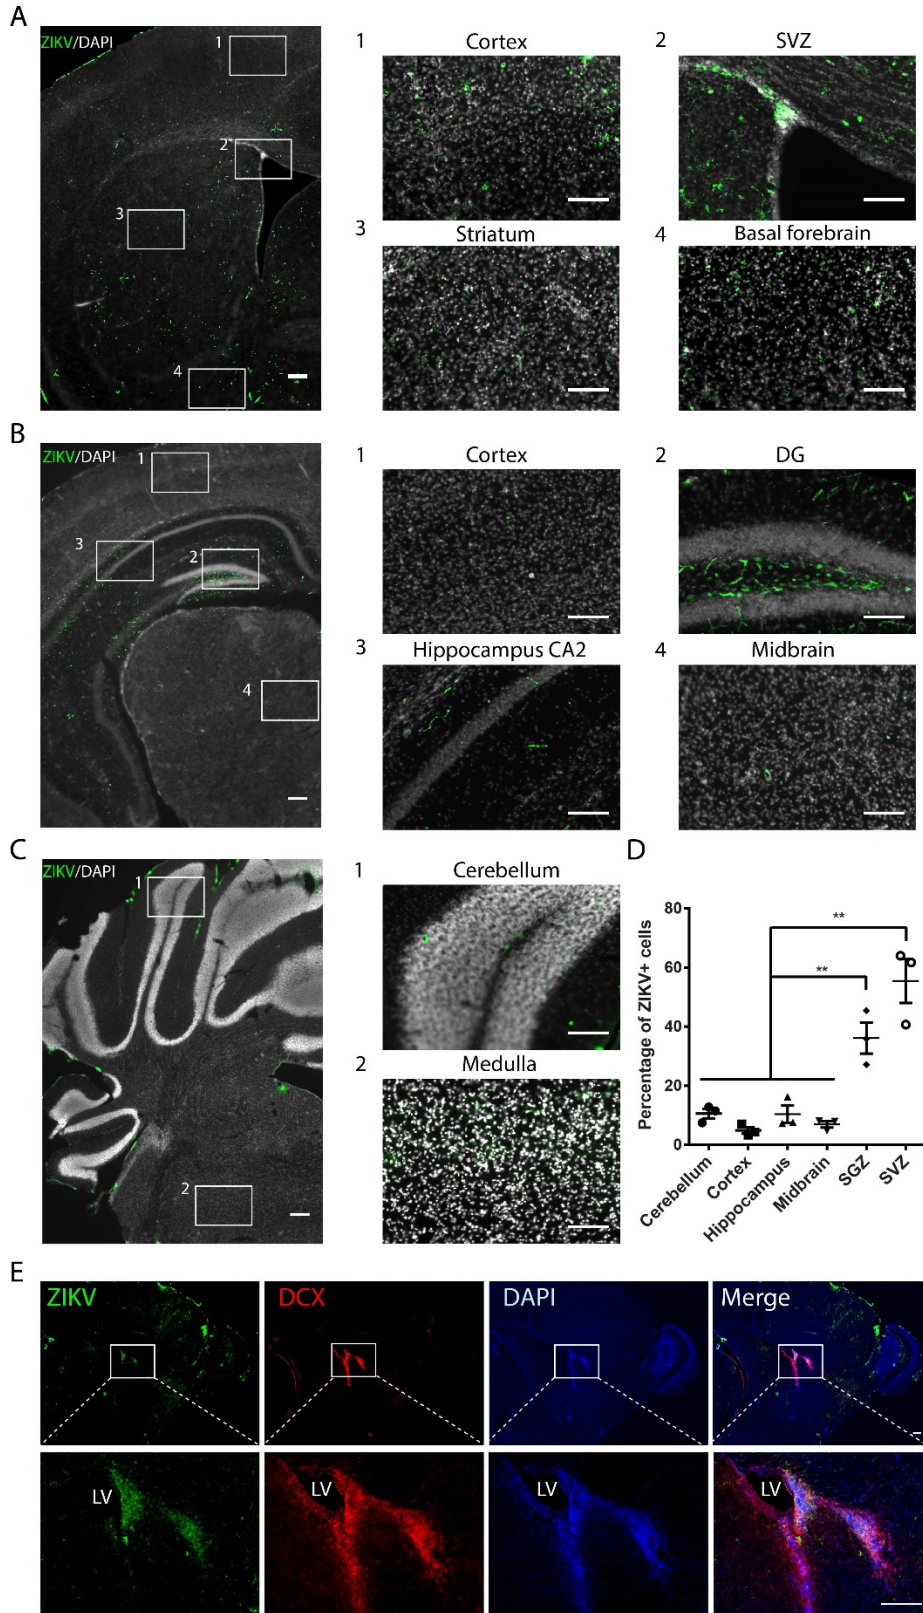 A
ZIKV/DAPI
1
2
3
4
1 Cortex
2 SVZ
3 Striatum
4 Basal forebrain
B
ZIKV/DAPI
1
3
2
4
1 Cortex
2 DG
3 Hippocampus CA2
4 Midbrain
C
ZIKV/DAPI
1
2
1 Cerebellum
2 Medulla
D
Percentage of ZIKV+ cells
80
60
40
20
0
**
**
Cerebellum
Cortex
Hippocampus
Midbrain
SGZ
SVZ
E
ZIKV
DCX
DAPI
Merge
LV
LV
LV
LV